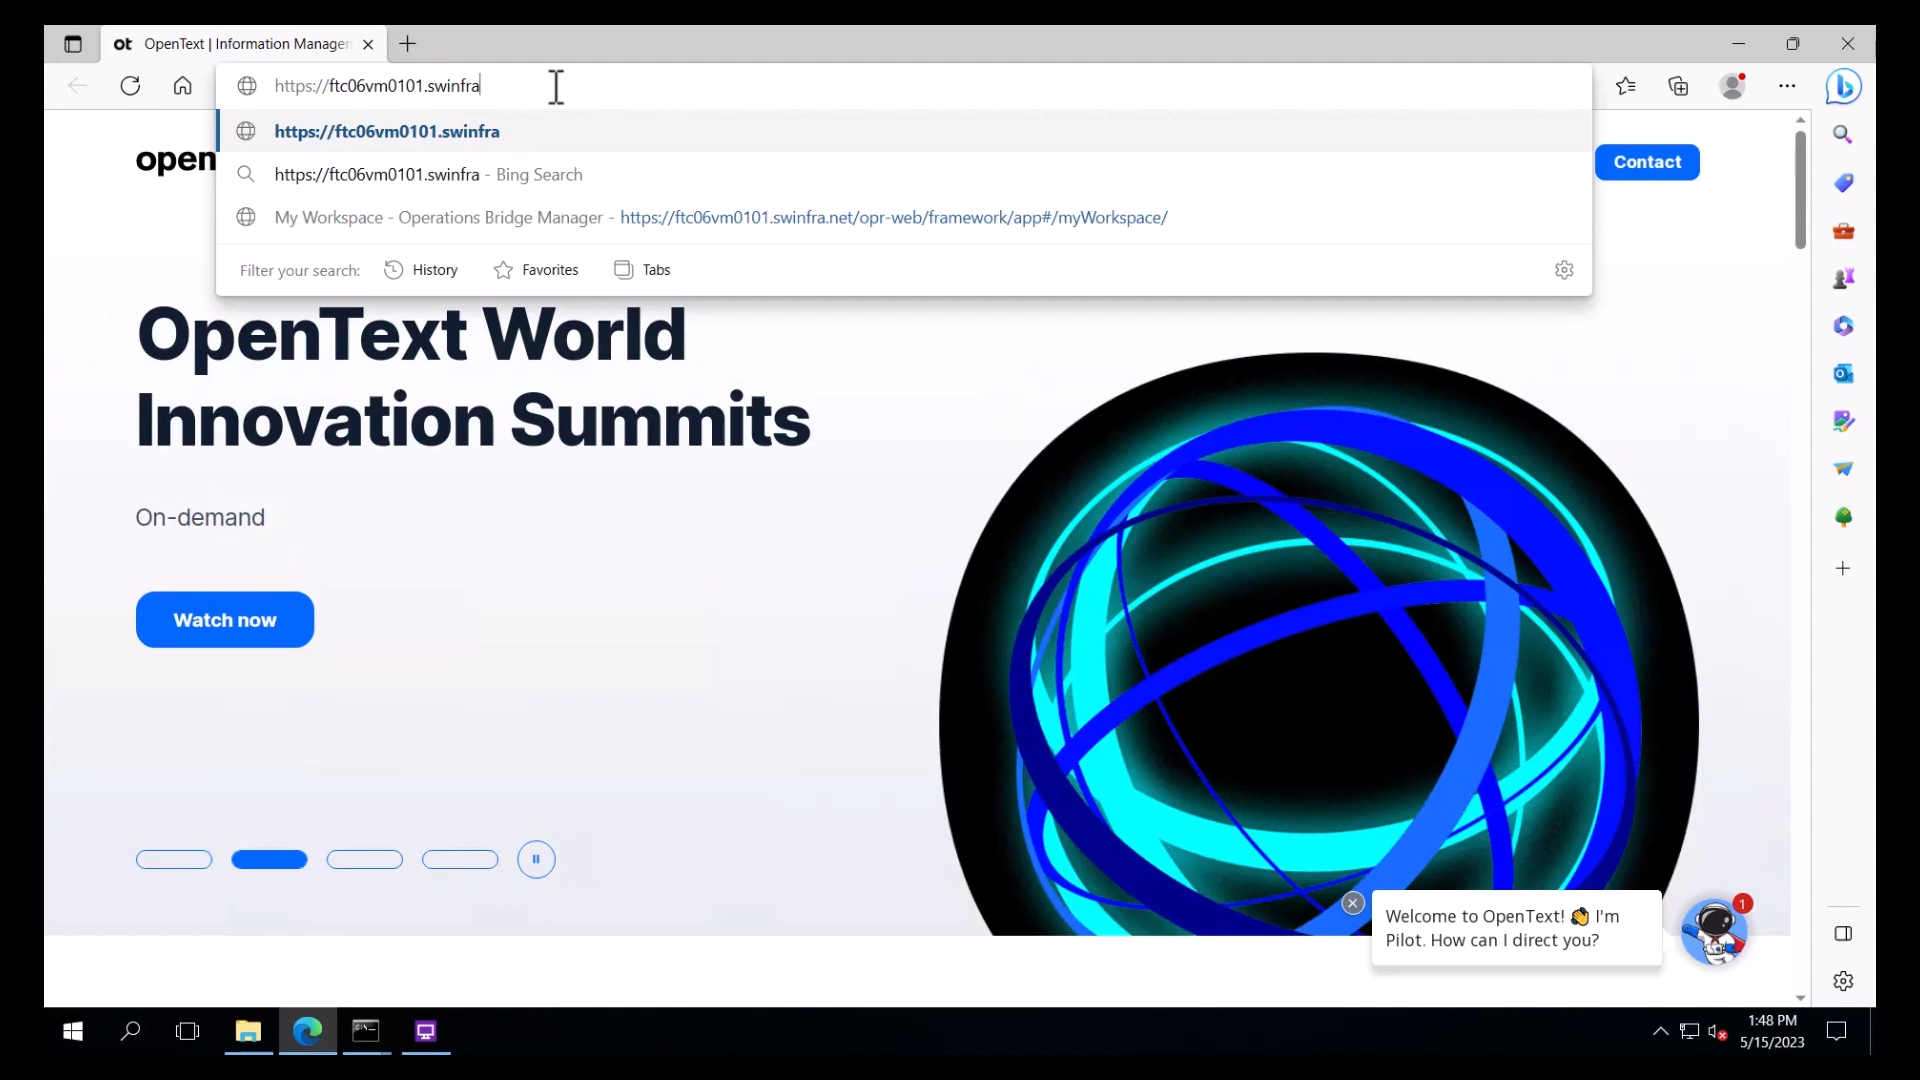 ot OpenText | Information Managem
https://ftc06vm0101.swinfra
https://ftc06vm0101.swinfra
https://ftc06vm0101.swinfra - Bing Search
My Workspace - Operations Bridge Manager - https://ftc06vm0101.swinfra.net/opr-web/framework/app#/myWorkspace/
Filter your search: History Favorites Tabs
open
Contact
OpenText World
Innovation Summits
On-demand
Watch now
Welcome to OpenText! 👋 I'm
Pilot. How can I direct you?
1
1:48 PM
5/15/2023